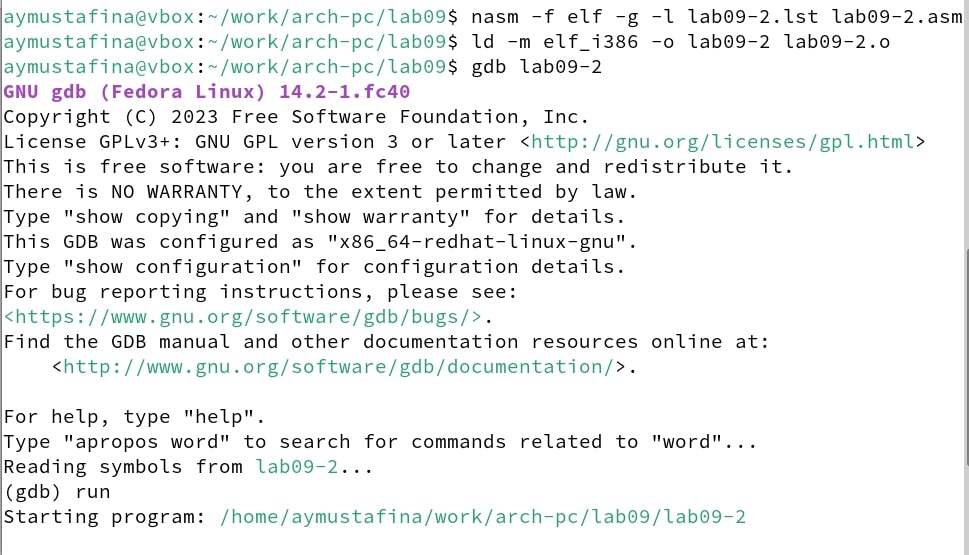 aymustafina@vbox:~/work/arch-pc/lab09$ nasm -f elf -g -l lab09-2.lst lab09-2.asm
aymustafina@vbox:~/work/arch-pc/lab09$ ld -m elf_i386 -o lab09-2 lab09-2.o
aymustafina@vbox:~/work/arch-pc/lab09$ gdb lab09-2
GNU gdb (Fedora Linux) 14.2-1.fc40
Copyright (C) 2023 Free Software Foundation, Inc.
License GPLv3+: GNU GPL version 3 or later <http://gnu.org/licenses/gpl.html>
This is free software: you are free to change and redistribute it.
There is NO WARRANTY, to the extent permitted by law.
Type "show copying" and "show warranty" for details.
This GDB was configured as "x86_64-redhat-linux-gnu".
Type "show configuration" for configuration details.
For bug reporting instructions, please see:
<https://www.gnu.org/software/gdb/bugs/>.
Find the GDB manual and other documentation resources online at:
    <http://www.gnu.org/software/gdb/documentation/>.

For help, type "help".
Type "apropos word" to search for commands related to "word"...
Reading symbols from lab09-2...
(gdb) run
Starting program: /home/aymustafina/work/arch-pc/lab09/lab09-2